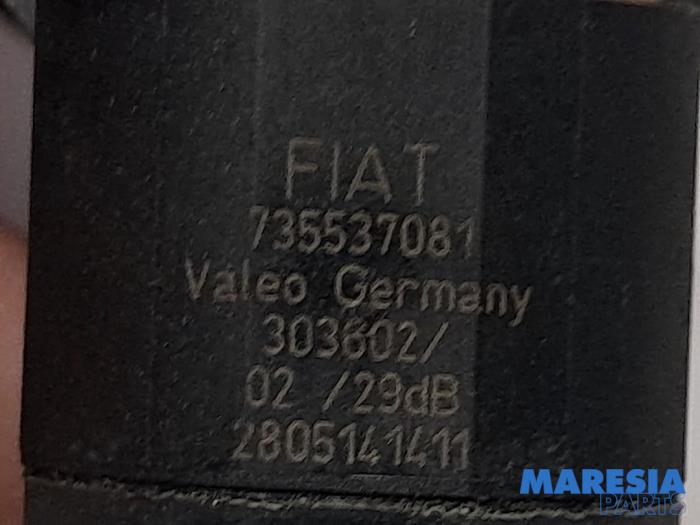 FIAT
735537081
Valeo Germany
303602/
02 /29dB
2805141411
MARESIA
PARTS